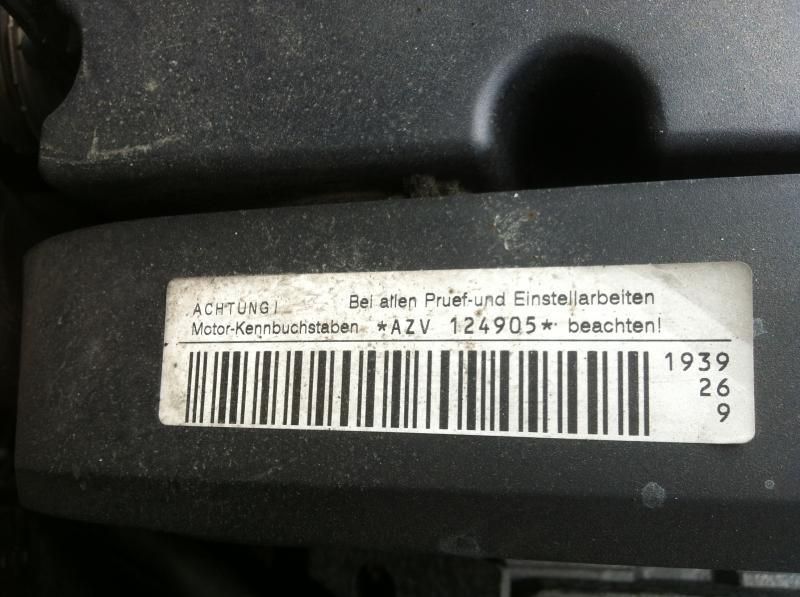 ACHTUNG! Bei allen Pruef-und Einstellarbeiten
Motor-Kennbuchstaben *AZV 124905* beachten!
1939
26
9